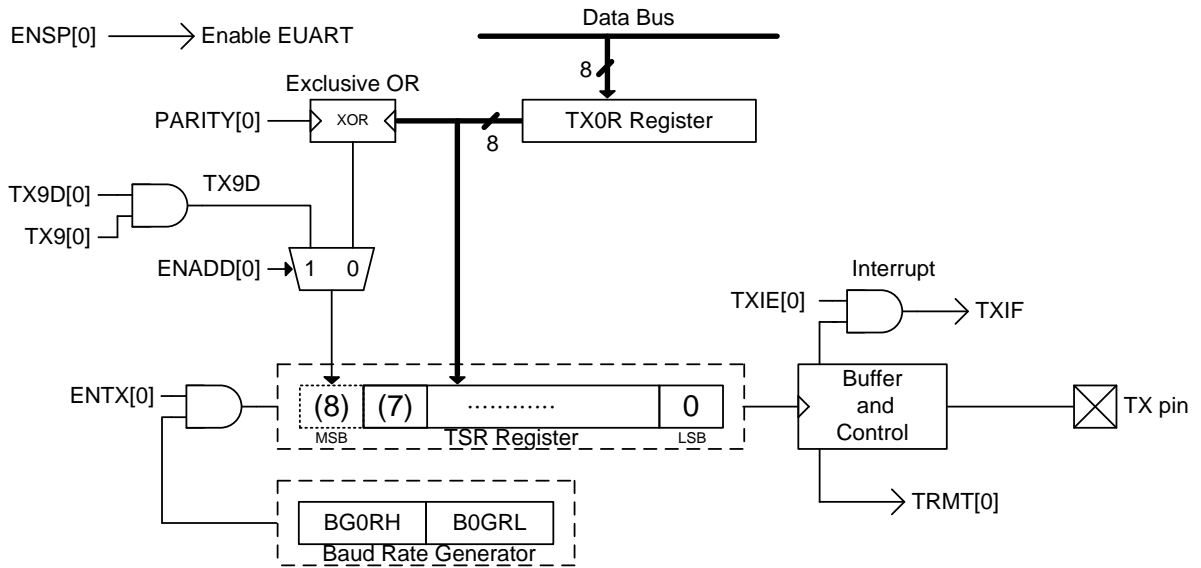 Data Bus
ENSP[0]
Enable EUART
8
Exclusive OR
PARITY[0]
XOR
TX0R Register
8
TX9D[0]
TX9D
TX9[0]
ENADD[0]
1
0
Interrupt
TXIE[0]
TXIF
ENTX[0]
(8)
(7)
............
0
MSB
TSR Register
LSB
Buffer
and
Control
TX pin
TRMT[0]
BG0RH
B0GRL
Baud Rate Generator